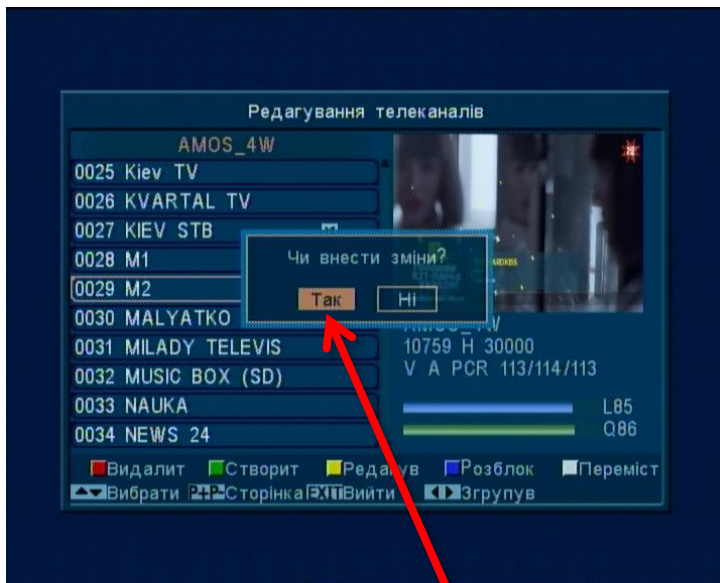 Редагування телеканалів
AMOS_4W
0025 Kiev TV
0026 KVARTAL TV
0027 KIEV STB
0028 M1
0029 M2
0030 MALYATKO
0031 MILADY TELEVIS
0032 MUSIC BOX (SD)
0033 NAUKA
0034 NEWS 24
Чи внести зміни?
Так Ні
10759 H 30000
V A PCR 113/114/113
L85
Q86
Видалит Створит Редагув Розблок Переміст
Вибрати P+P- Сторінка EXIT Вийти Згрупув